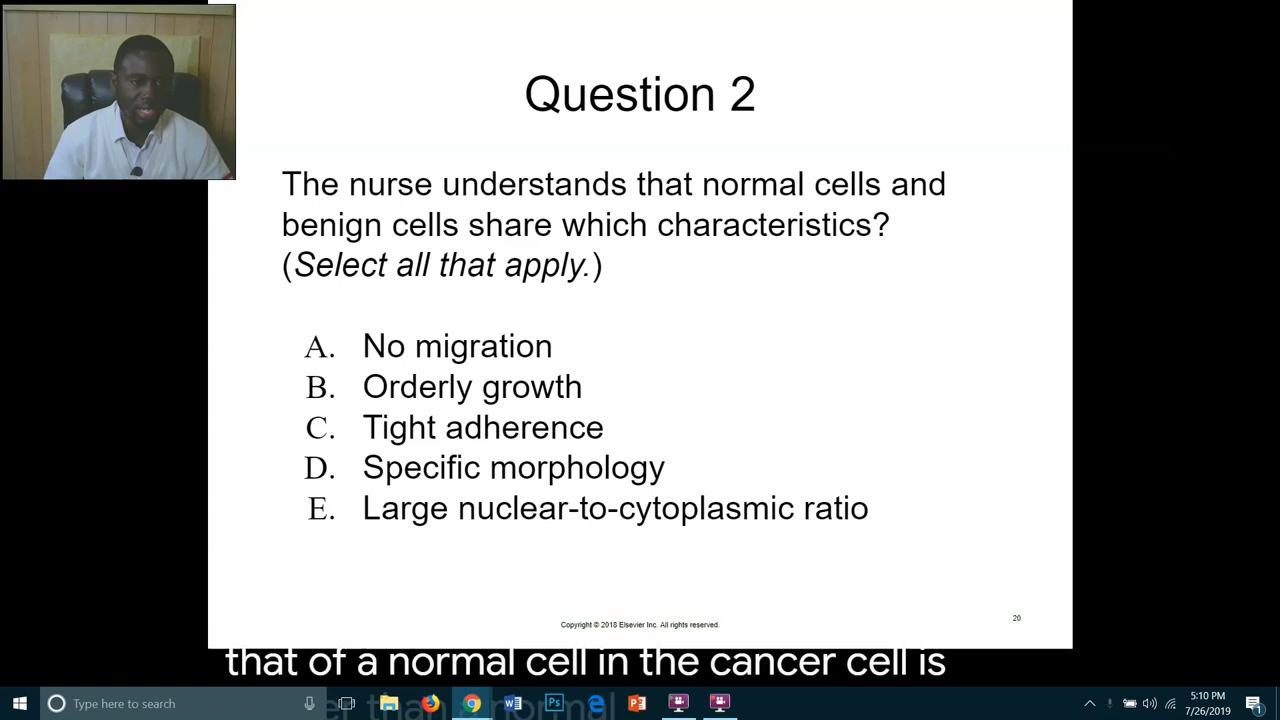 Question 2
The nurse understands that normal cells and
benign cells share which characteristics?
(Select all that apply.)
A. No migration
B. Orderly growth
C. Tight adherence
D. Specific morphology
E. Large nuclear-to-cytoplasmic ratio
20
Copyright © 2018 Elsevier Inc. All rights reserved.
that of a normal cell in the cancer cell is
than a normal
Type here to search
5:10 PM
7/26/2019